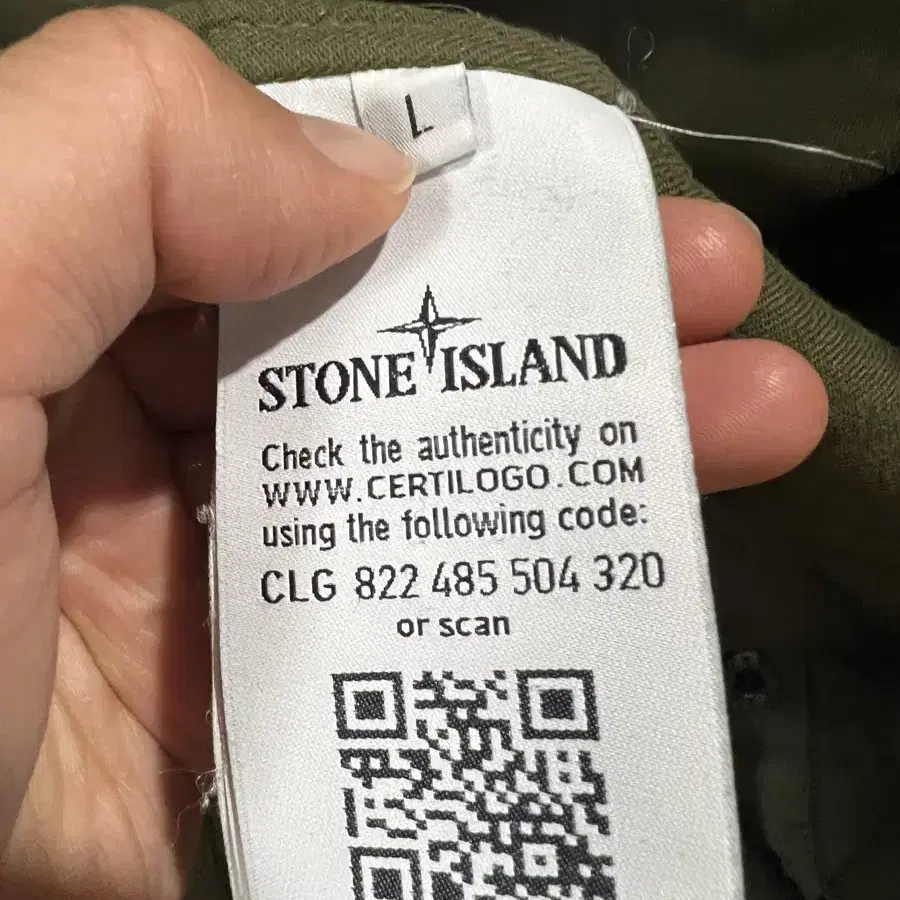 L
STONE ISLAND
Check the authenticity on
WWW.CERTILOGO.COM
using the following code:
CLG 822 485 504 320
or scan